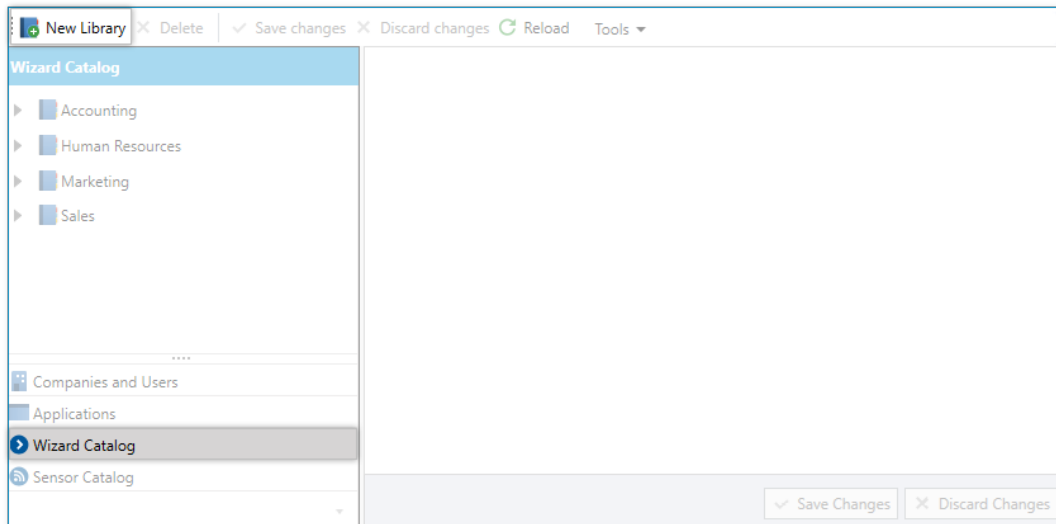 New Library Delete Save changes Discard changes Reload Tools
Wizard Catalog
Accounting
Human Resources
Marketing
Sales
Companies and Users
Applications
Wizard Catalog
Sensor Catalog
Save Changes Discard Changes